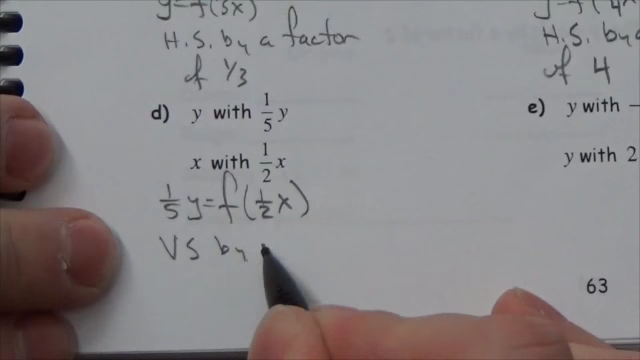 y=f(3x)
H.S. by a factor
of 1/3
d) y with 1/5 y
x with 1/2 x
1/5 y=f(1/2 x)
VS by
H.S. by a
of 4
e) y with
y with 2
63